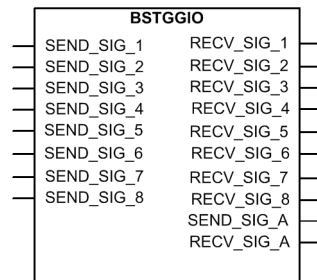 BSTGGIO
SEND_SIG_1 RECV_SIG_1
SEND_SIG_2 RECV_SIG_2
SEND_SIG_3 RECV_SIG_3
SEND_SIG_4 RECV_SIG_4
SEND_SIG_5 RECV_SIG_5
SEND_SIG_6 RECV_SIG_6
SEND_SIG_7 RECV_SIG_7
SEND_SIG_8 RECV_SIG_8
SEND_SIG_A
RECV_SIG_A